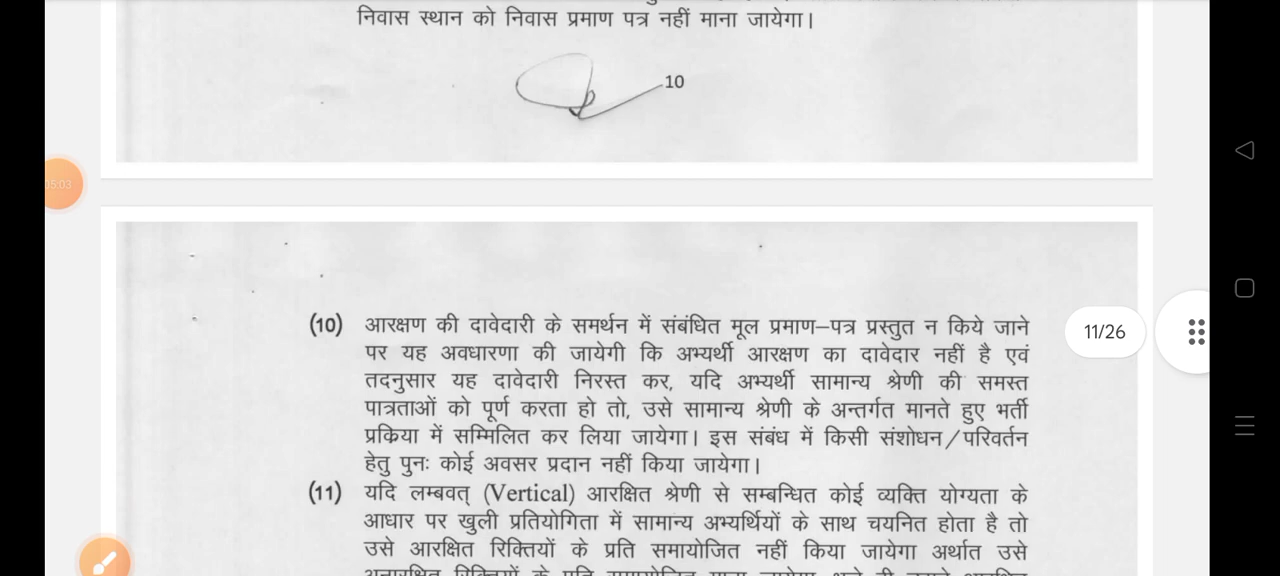 निवास स्थान को निवास प्रमाण पत्र नहीं माना जायेगा।
10
05:03
(10) आरक्षण की दावेदारी के समर्थन में संबंधित मूल प्रमाण–पत्र प्रस्तुत न किये जाने
11/26
पर यह अवधारणा की जायेगी कि अभ्यर्थी आरक्षण का दावेदार नहीं है एवं
तदनुसार यह दावेदारी निरस्त कर, यदि अभ्यर्थी सामान्य श्रेणी की समस्त
पात्रताओं को पूर्ण करता हो तो, उसे सामान्य श्रेणी के अन्तर्गत मानते हुए भर्ती
प्रकिया में सम्मिलित कर लिया जायेगा। इस संबंध में किसी संशोधन/परिवर्तन
हेतु पुनः कोई अवसर प्रदान नहीं किया जायेगा।
(11) यदि लम्बवत् (Vertical) आरक्षित श्रेणी से सम्बन्धित कोई व्यक्ति योग्यता के
आधार पर खुली प्रतियोगिता में सामान्य अभ्यर्थियों के साथ चयनित होता है तो
उसे आरक्षित रिक्तियों के प्रति समायोजित नहीं किया जायेगा अर्थात उसे